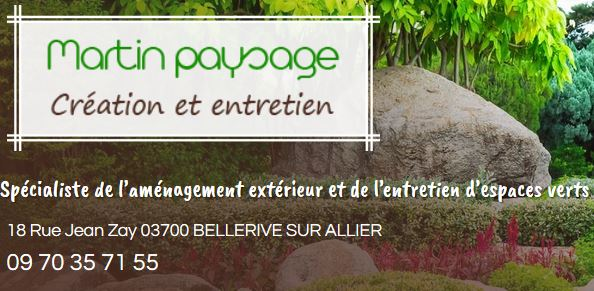 Martin paysage
Création et entretien
Spécialiste de l'aménagement extérieur et de l'entretien d'espaces verts
18 Rue Jean Zay 03700 BELLERIVE SUR ALLIER
09 70 35 71 55